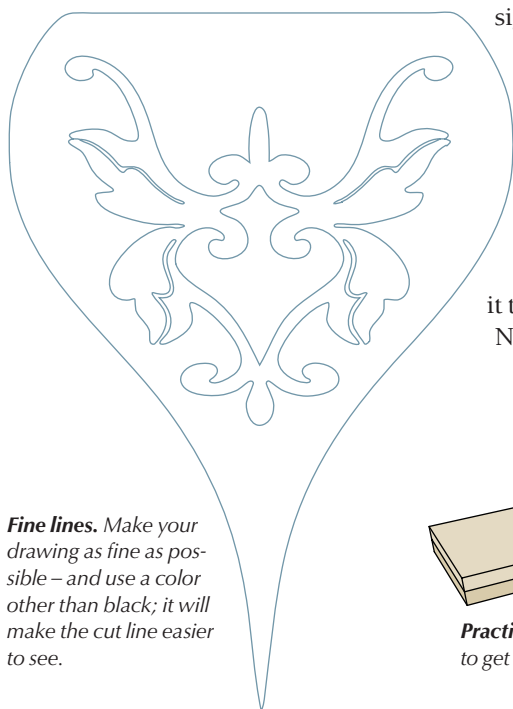 it t
N
Fine lines. Make your
drawing as fine as pos-
sible – and use a color
other than black; it will
make the cut line easier
to see.
to get